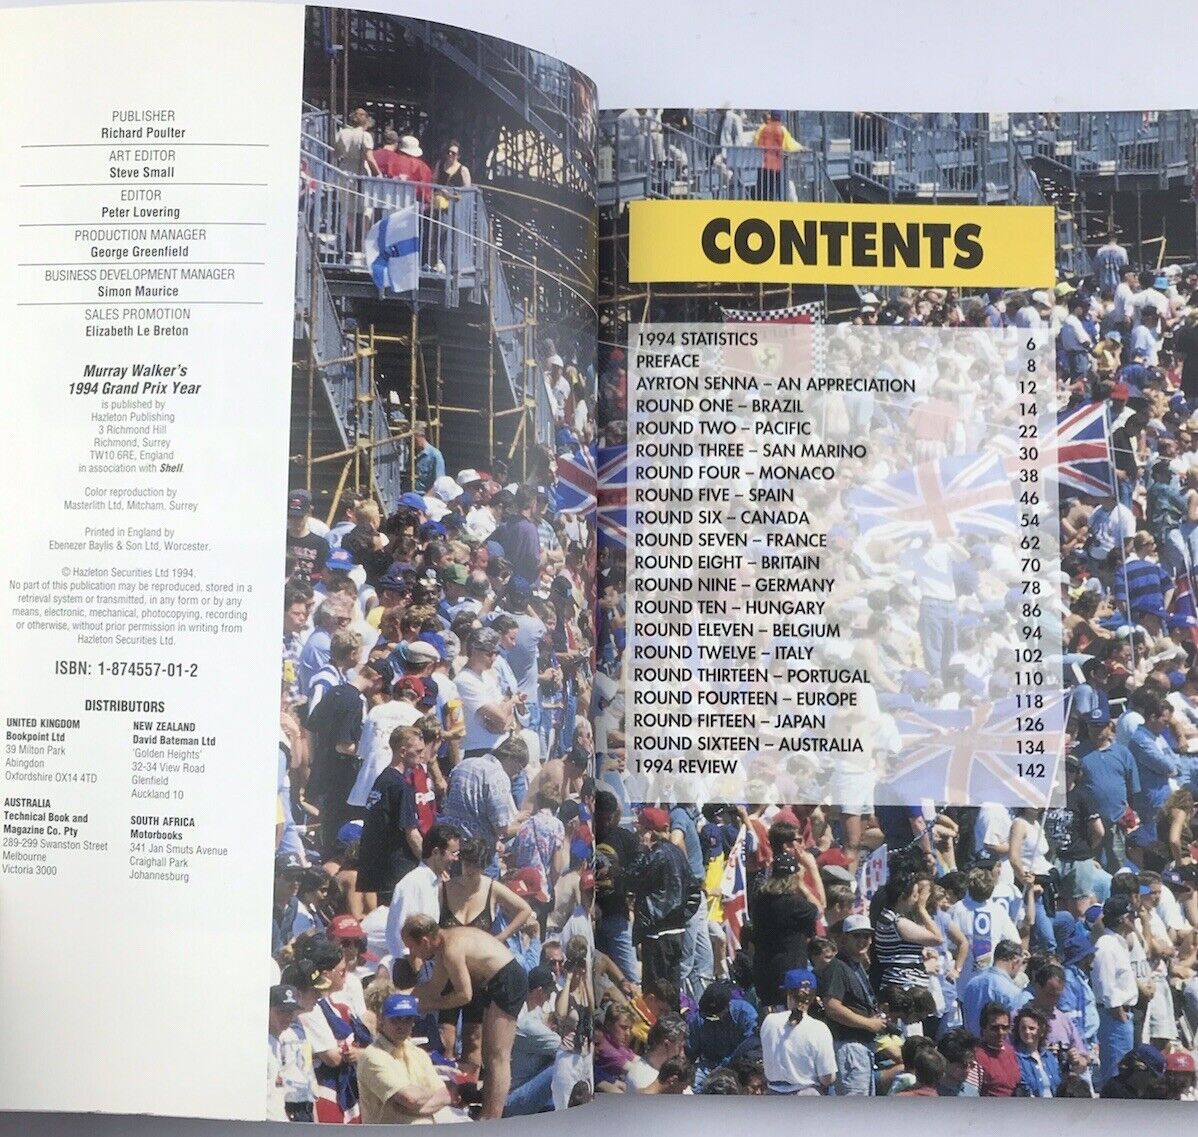 PUBLISHER
Richard Poulter
ART EDITOR
Steve Small
EDITOR
Peter Lovering
PRODUCTION MANAGER
George Greenfield
BUSINESS DEVELOPMENT MANAGER
Simon Maurice
SALES PROMOTION
Elizabeth Le Breton
Murray Walker's
1994 Grand Prix Year
is published by
Hazleton Publishing
3 Richmond Hill
Richmond, Surrey
TW10 6RE, England
in association with Shell.
Color reproduction by
Masterlith Ltd, Mitcham, Surrey
Printed in England by
Ebenezer Baylis & Son Ltd, Worcester.
© Hazleton Securities Ltd 1994.
No part of this publication may be reproduced, stored in a
retrieval system or transmitted, in any form or by any
means, electronic, mechanical, photocopying, recording
or otherwise, without prior permission in writing from
Hazleton Securities Ltd.
ISBN: 1-874557-01-2
DISTRIBUTORS
UNITED KINGDOM
Bookpoint Ltd
39 Milton Park
Abingdon
Oxfordshire OX14 4TD
AUSTRALIA
Technical Book and
Magazine Co. Pty
289-299 Swanston Street
Melbourne
Victoria 3000
NEW ZEALAND
David Bateman Ltd
'Golden Heights'
32-34 View Road
Glenfield
Auckland 10
SOUTH AFRICA
Motorbooks
341 Jan Smuts Avenue
Craighall Park
Johannesburg
CONTENTS
1994 STATISTICS 6
PREFACE 8
AYRTON SENNA – AN APPRECIATION 12
ROUND ONE – BRAZIL 14
ROUND TWO – PACIFIC 22
ROUND THREE – SAN MARINO 30
ROUND FOUR – MONACO 38
ROUND FIVE – SPAIN 46
ROUND SIX – CANADA 54
ROUND SEVEN – FRANCE 62
ROUND EIGHT – BRITAIN 70
ROUND NINE – GERMANY 78
ROUND TEN – HUNGARY 86
ROUND ELEVEN – BELGIUM 94
ROUND TWELVE – ITALY 102
ROUND THIRTEEN – PORTUGAL 110
ROUND FOURTEEN – EUROPE 118
ROUND FIFTEEN – JAPAN 126
ROUND SIXTEEN – AUSTRALIA 134
1994 REVIEW 142